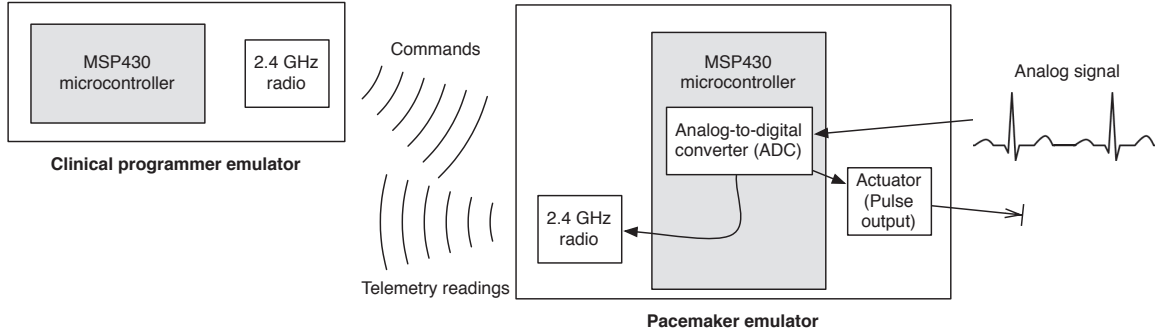 MSP430
microcontroller
2.4 GHz
radio
Clinical programmer emulator
Commands
Telemetry readings
MSP430
microcontroller
Analog-to-digital
converter (ADC)
2.4 GHz
radio
Actuator
(Pulse
output)
Pacemaker emulator
Analog signal